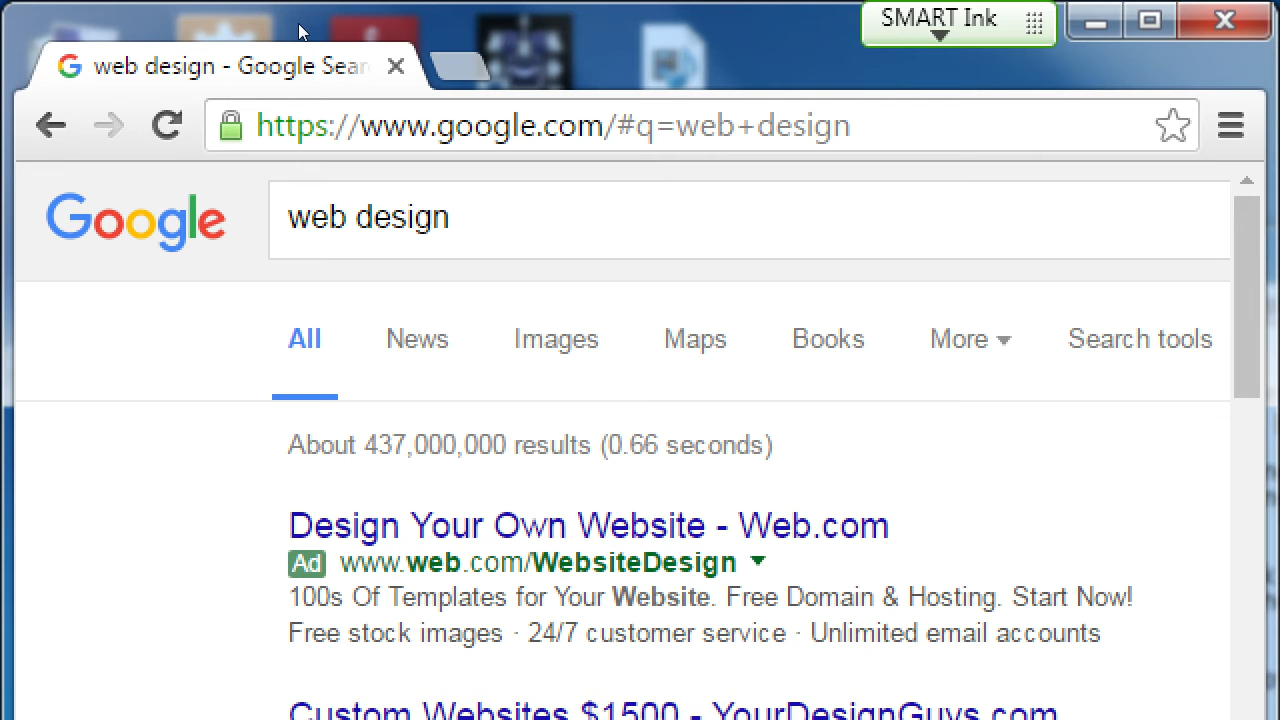 SMART Ink
web design - Google Sear
https://www.google.com/#q=web+design
Google
web design
All News Images Maps Books More Search tools
About 437,000,000 results (0.66 seconds)
Design Your Own Website - Web.com
Ad www.web.com/WebsiteDesign
100s Of Templates for Your Website. Free Domain & Hosting. Start Now!
Free stock images · 24/7 customer service · Unlimited email accounts
Custom Websites $1500 - YourDesignGuys.com